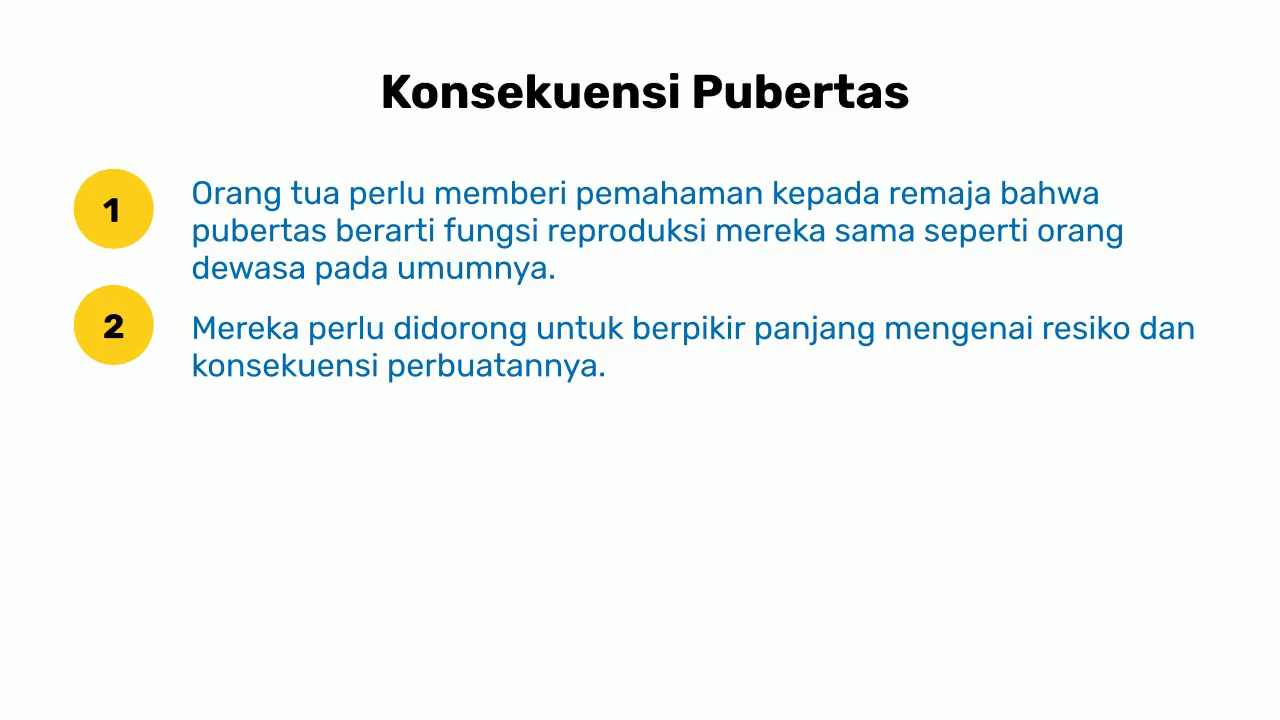 Konsekuensi Pubertas
1
Orang tua perlu memberi pemahaman kepada remaja bahwa
pubertas berarti fungsi reproduksi mereka sama seperti orang
dewasa pada umumnya.
2
Mereka perlu didorong untuk berpikir panjang mengenai resiko dan
konsekuensi perbuatannya.